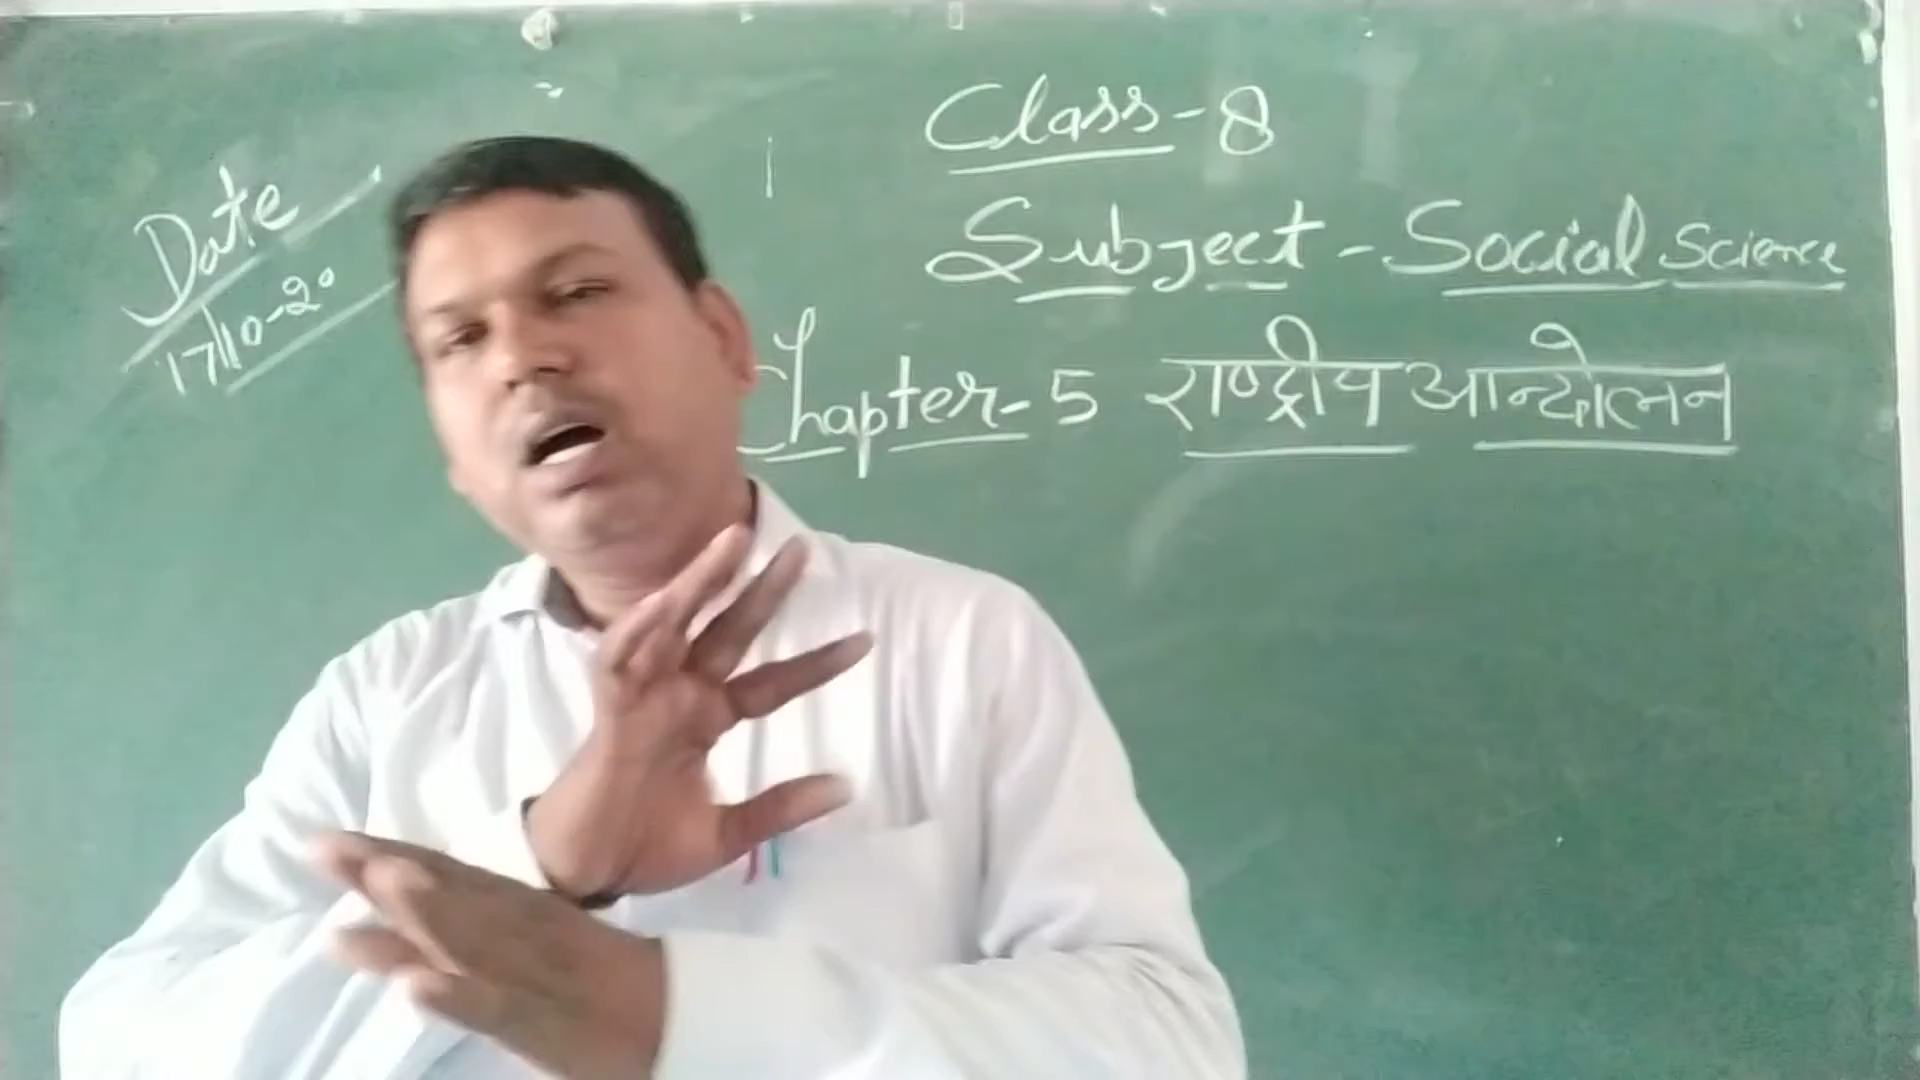 Date
17/10-20
Class-8
Subject-Social Science
Chapter-5 राष्ट्रीय आन्दोलन